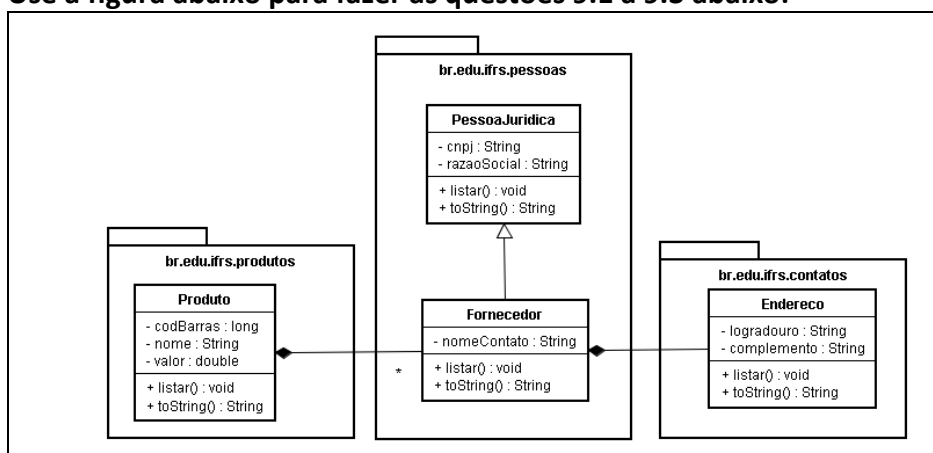 Use a figura abaixo para fazer as questões 9.1 a 9.3 abaixo:
br.edu.ifrs.pessoas
PessoaJuridica
- cnpj : String
- razaoSocial : String
+ listar() : void
+ toString() : String
br.edu.ifrs.produtos
Produto
- codBarras : long
- nome : String
- valor : double
+ listar() : void
+ toString() : String
*
Fornecedor
- nomeContato : String
+ listar() : void
+ toString() : String
br.edu.ifrs.contatos
Endereco
- logradouro : String
- complemento : String
+ listar() : void
+ toString() : String